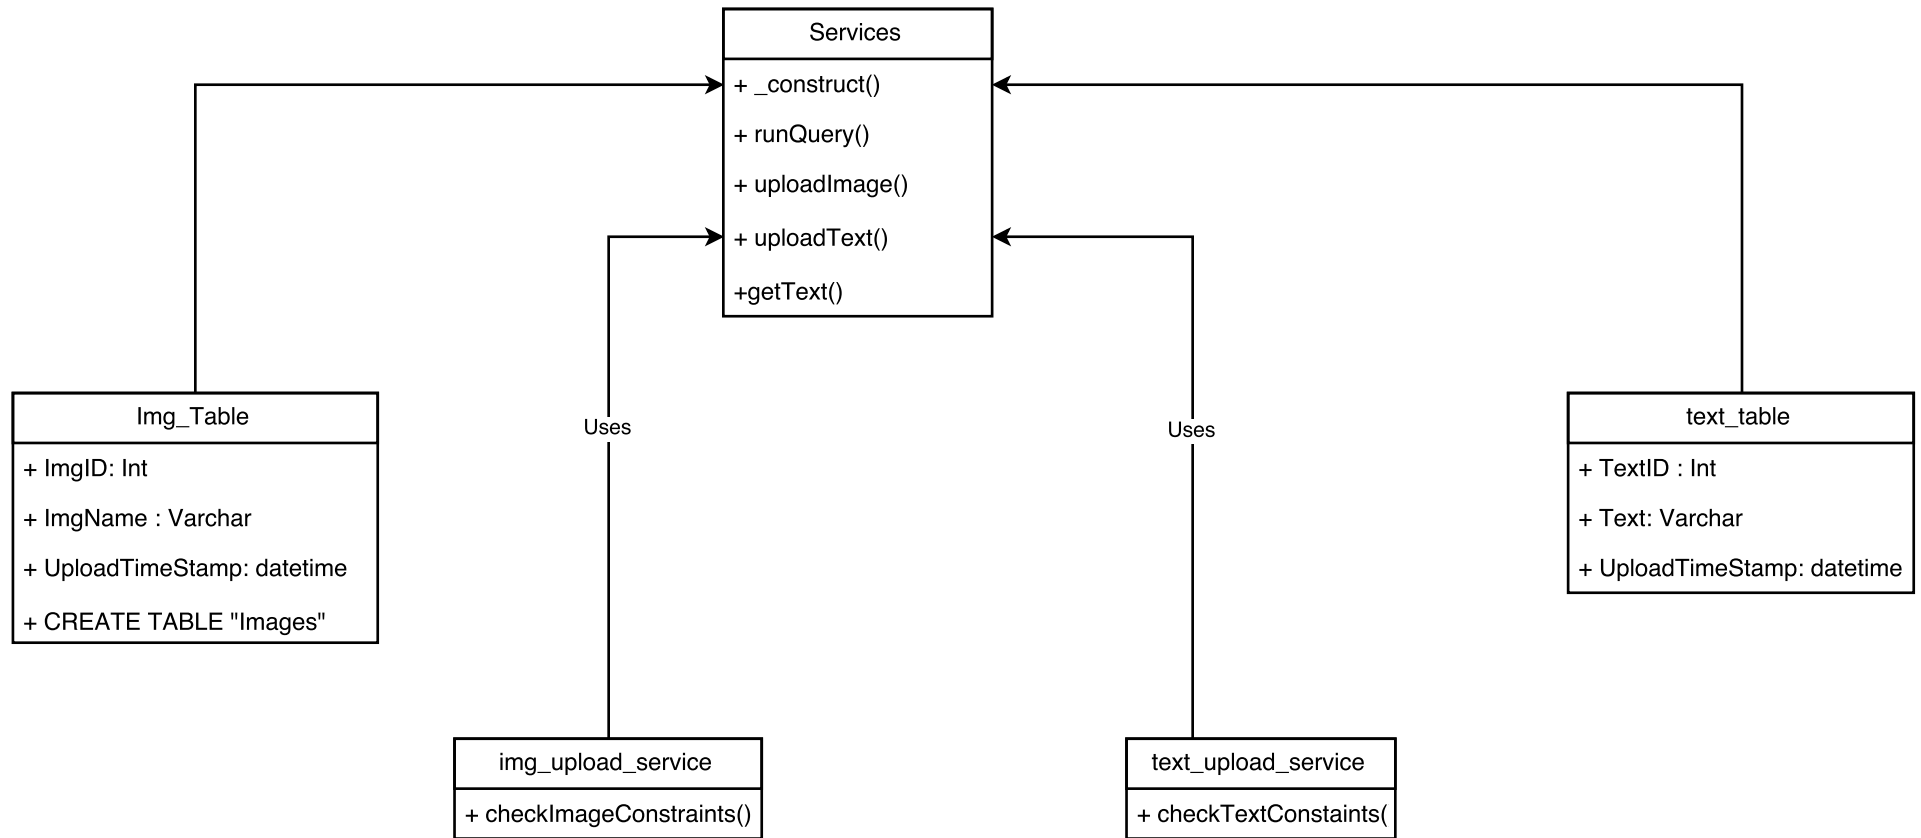 Services
+ _construct()
+ runQuery()
+ uploadImage()
+ uploadText()
+getText()
Img_Table
+ ImgID: Int
+ ImgName : Varchar
+ UploadTimeStamp: datetime
+ CREATE TABLE "Images"
Uses
Uses
text_table
+ TextID : Int
+ Text: Varchar
+ UploadTimeStamp: datetime
img_upload_service
+ checkImageConstraints()
text_upload_service
+ checkTextConstaints(